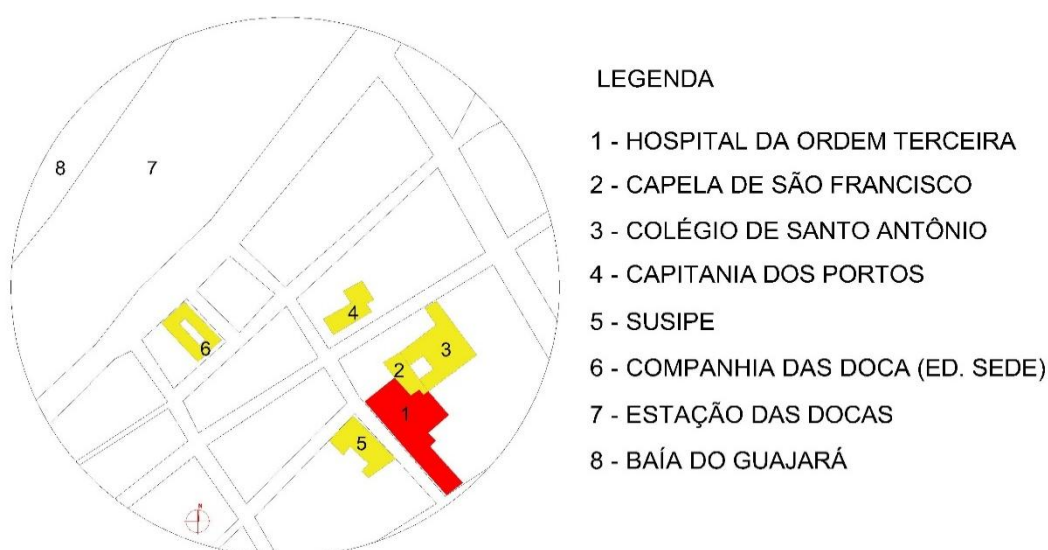 LEGENDA
1 - HOSPITAL DA ORDEM TERCEIRA
2 - CAPELA DE SÃO FRANCISCO
3 - COLÉGIO DE SANTO ANTÔNIO
4 - CAPITANIA DOS PORTOS
5 - SUSIPE
6 - COMPANHIA DAS DOCA (ED. SEDE)
7 - ESTAÇÃO DAS DOCAS
8 - BAÍA DO GUAJARÁ
8
7
4
6
3
2
1
5
N